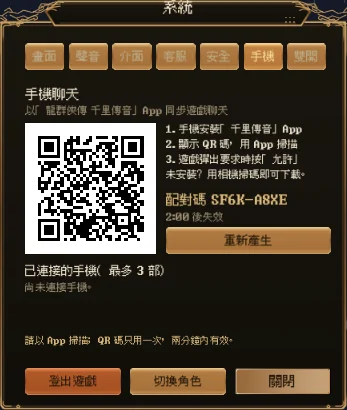 系統
畫面 聲音 介面 客服 安全 手機 雙開
手機聊天
以「龍群俠傳 千里傳音」App 同步遊戲聊天
1. 手機安裝「千里傳音」App
2. 顯示 QR 碼，用 App 掃描
3. 遊戲彈出要求時按「允許」
未安裝？用相機掃碼即可下載。
配對碼 SF6K-A8XE
2:00 後失效
重新產生
已連接的手機（最多 3 部）
尚未連接手機。
請以 App 掃描；QR 碼只用一次，兩分鐘內有效。
登出遊戲 切換角色 關閉